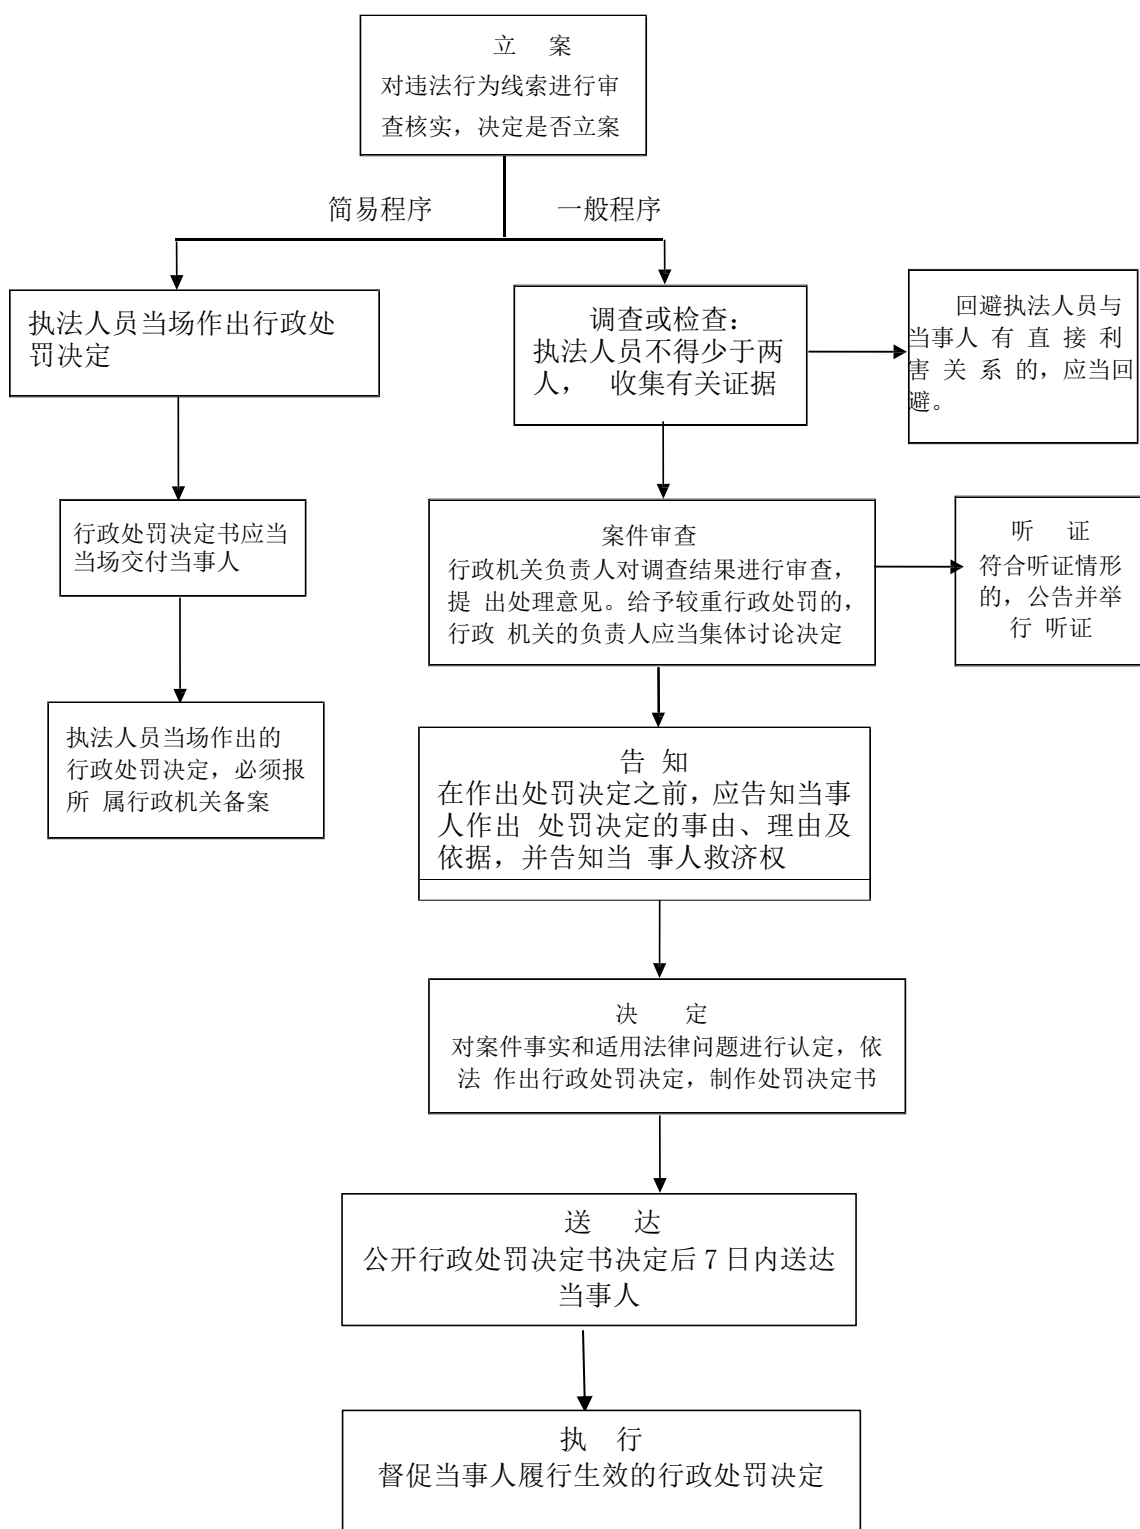 立 案
对违法行为线索进行审
查核实，决定是否立案
简易程序
一般程序
执法人员当场作出行政处
罚决定
调查或检查：
执法人员不得少于两
人， 收集有关证据
回避执法人员与
当事人 有 直 接 利
害 关 系 的，应当回
避。
行政处罚决定书应当
当场交付当事人
案件审查
行政机关负责人对调查结果进行审查，
提 出处理意见。给予较重行政处罚的，
行政 机关的负责人应当集体讨论决定
听 证
符合听证情形
的，公告并举
行 听证
执法人员当场作出的
行政处罚决定，必须报
所 属行政机关备案
告 知
在作出处罚决定之前，应告知当事
人作出 处罚决定的事由、理由及
依据，并告知当 事人救济权
决 定
对案件事实和适用法律问题进行认定，依
法 作出行政处罚决定，制作处罚决定书
送 达
公开行政处罚决定书决定后 7 日内送达
当事人
执 行
督促当事人履行生效的行政处罚决定